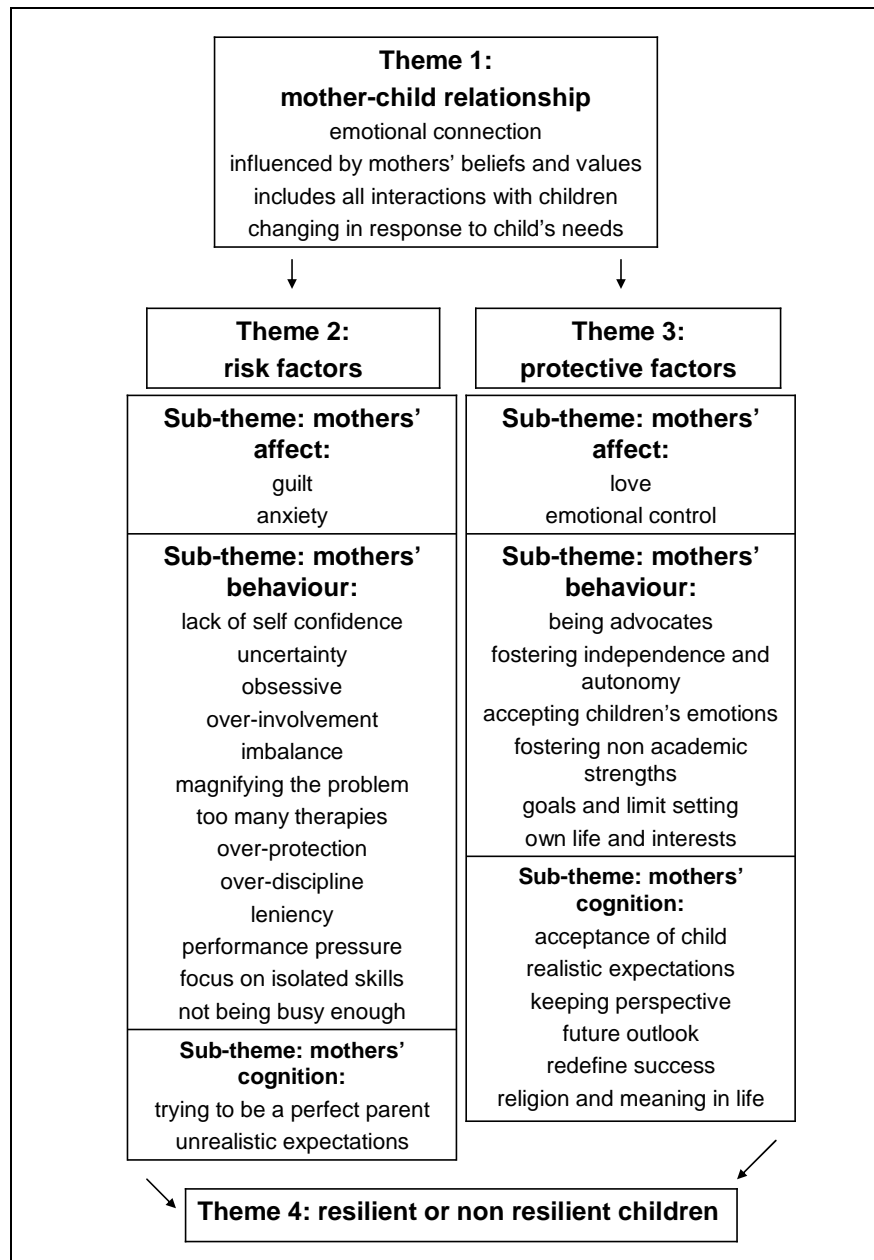 Theme 1:
mother-child relationship
emotional connection
influenced by mothers’ beliefs and values
includes all interactions with children
changing in response to child’s needs
Theme 2:
risk factors
Sub-theme: mothers’
affect:
guilt
anxiety
Sub-theme: mothers’
behaviour:
lack of self confidence
uncertainty
obsessive
over-involvement
imbalance
magnifying the problem
too many therapies
over-protection
over-discipline
leniency
performance pressure
focus on isolated skills
not being busy enough
Sub-theme: mothers’
cognition:
trying to be a perfect parent
unrealistic expectations
Theme 3:
protective factors
Sub-theme: mothers’
affect:
love
emotional control
Sub-theme: mothers’
behaviour:
being advocates
fostering independence and
autonomy
accepting children’s emotions
fostering non academic
strengths
goals and limit setting
own life and interests
Sub-theme: mothers’
cognition:
acceptance of child
realistic expectations
keeping perspective
future outlook
redefine success
religion and meaning in life
Theme 4: resilient or non resilient children